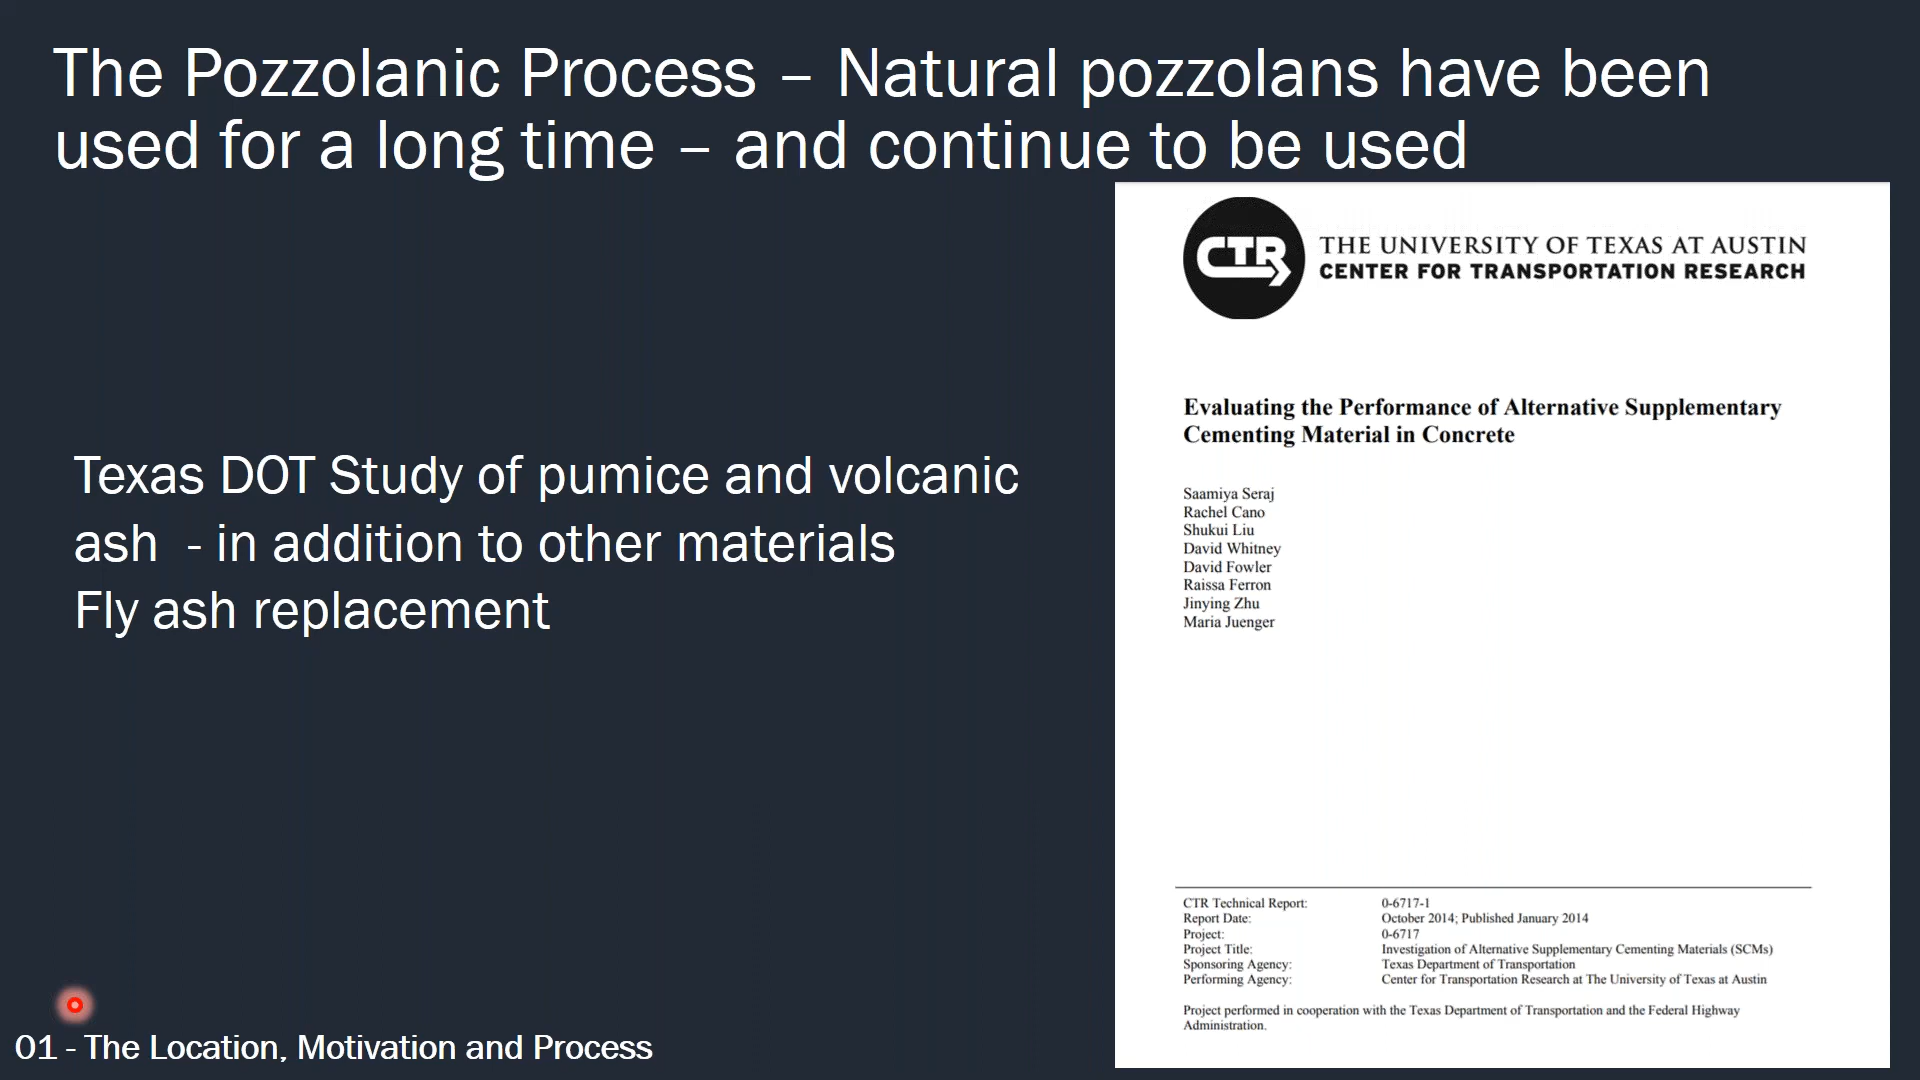 The Pozzolanic Process – Natural pozzolans have been
used for a long time – and continue to be used
Texas DOT Study of pumice and volcanic
ash - in addition to other materials
Fly ash replacement
CTR
THE UNIVERSITY OF TEXAS AT AUSTIN
CENTER FOR TRANSPORTATION RESEARCH
Evaluating the Performance of Alternative Supplementary
Cementing Material in Concrete
Saamiya Seraj
Rachel Cano
Shukui Liu
David Whitney
David Fowler
Raissa Ferron
Jinying Zhu
Maria Juenger
CTR Technical Report: 0-6717-1
Report Date: October 2014; Published January 2014
Project: 0-6717
Project Title: Investigation of Alternative Supplementary Cementing Materials (SCMs)
Sponsoring Agency: Texas Department of Transportation
Performing Agency: Center for Transportation Research at The University of Texas at Austin
Project performed in cooperation with the Texas Department of Transportation and the Federal Highway
Administration.
01 - The Location, Motivation and Process